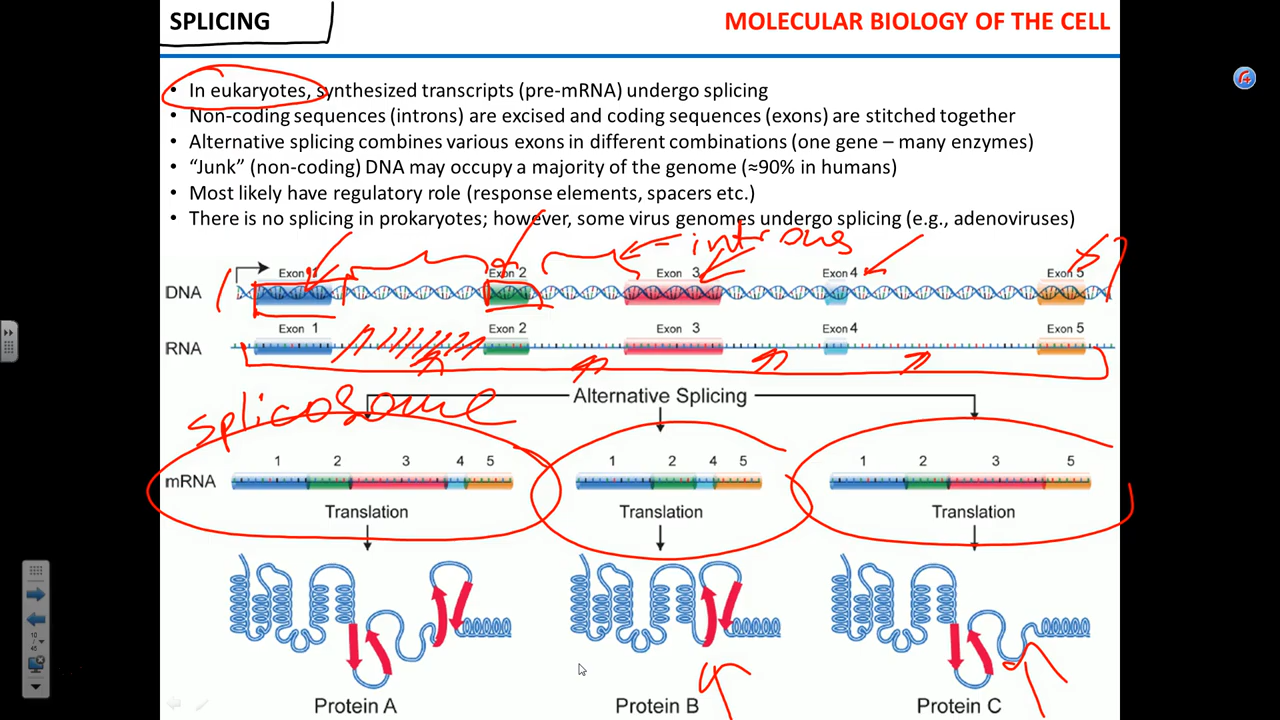 SPLICING
MOLECULAR BIOLOGY OF THE CELL
• In eukaryotes, synthesized transcripts (pre-mRNA) undergo splicing
• Non-coding sequences (introns) are excised and coding sequences (exons) are stitched together
• Alternative splicing combines various exons in different combinations (one gene – many enzymes)
• “Junk” (non-coding) DNA may occupy a majority of the genome (≈90% in humans)
• Most likely have regulatory role (response elements, spacers etc.)
• There is no splicing in prokaryotes; however, some virus genomes undergo splicing (e.g., adenoviruses)
introns
Exon 1 Exon 2 Exon 3 Exon 4 Exon 5
DNA
Exon 1 Exon 2 Exon 3 Exon 4 Exon 5
RNA
splicosome
Alternative Splicing
1 2 3 4 5 1 2 4 5 1 2 3 5
mRNA
Translation Translation Translation
Protein A Protein B Protein C
10 / 45